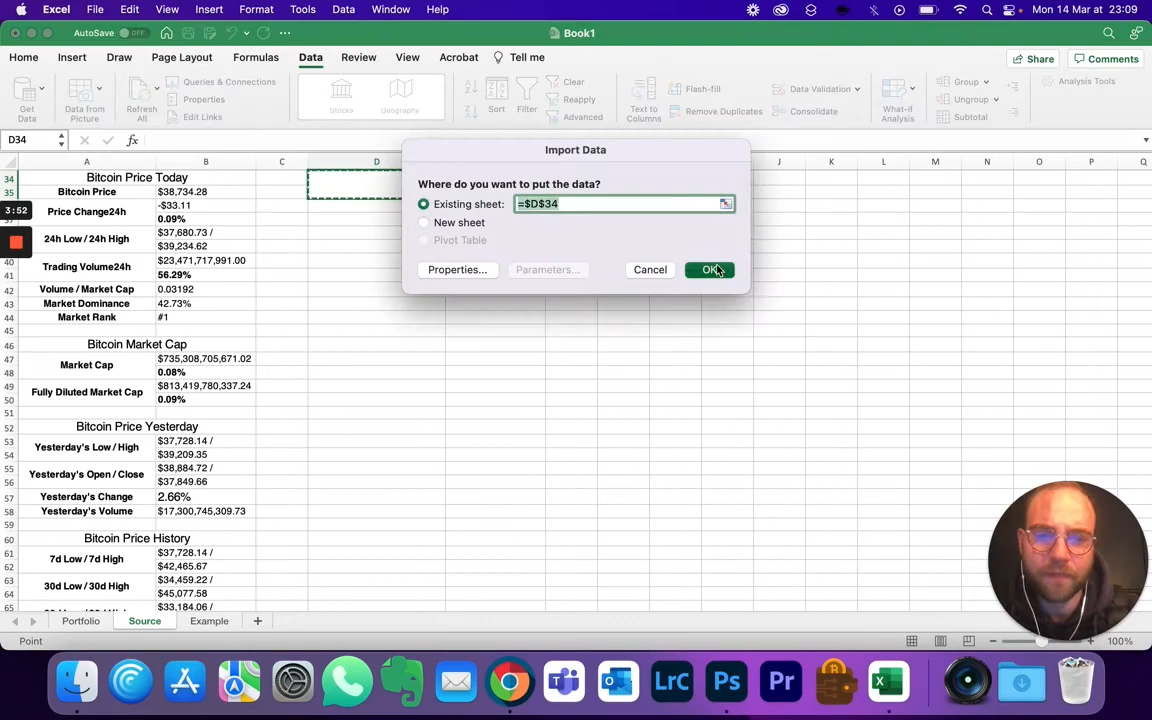 Excel File Edit View Insert Format Tools Data Window Help Mon 14 Mar at 23:09
AutoSave OFF Book1
Home Insert Draw Page Layout Formulas Data Review View Acrobat Tell me Share Comments
Get Data
Data from Picture
Refresh All
Queries & Connections
Properties
Edit Links
Stocks
Geography
Sort
Filter
Clear
Reapply
Advanced
Text to Columns
Flash-fill
Remove Duplicates
Data Validation
Consolidate
What-if Analysis
Group
Ungroup
Subtotal
Analysis Tools
D34 fx
A B C D J K L M N O P Q
Import Data
Where do you want to put the data?
Existing sheet: =$D$34
New sheet
Pivot Table
Properties... Parameters... Cancel OK
3:52
34 Bitcoin Price Today
35 Bitcoin Price $38,734.28
Price Change24h -$33.11
37 0.09%
24h Low / 24h High $37,680.73 /
40 $39,234.62
Trading Volume24h $23,471,717,991.00
41 56.29%
42 Volume / Market Cap 0.03192
43 Market Dominance 42.73%
44 Market Rank #1
45
46 Bitcoin Market Cap
47 Market Cap $735,308,705,671.02
48 0.08%
49 Fully Diluted Market Cap $813,419,780,337.24
50 0.09%
51
52 Bitcoin Price Yesterday
53 Yesterday's Low / High $37,728.14 /
54 $39,209.35
55 Yesterday's Open / Close $38,884.72 /
56 $37,849.66
57 Yesterday's Change 2.66%
58 Yesterday's Volume $17,300,745,309.73
59
60 Bitcoin Price History
61 7d Low / 7d High $37,728.14 /
62 $42,465.67
63 30d Low / 30d High $34,459.22 /
64 $45,077.58
65 $33,184.06 /
Portfolio Source Example +
Point 100%
LrC Ps Pr